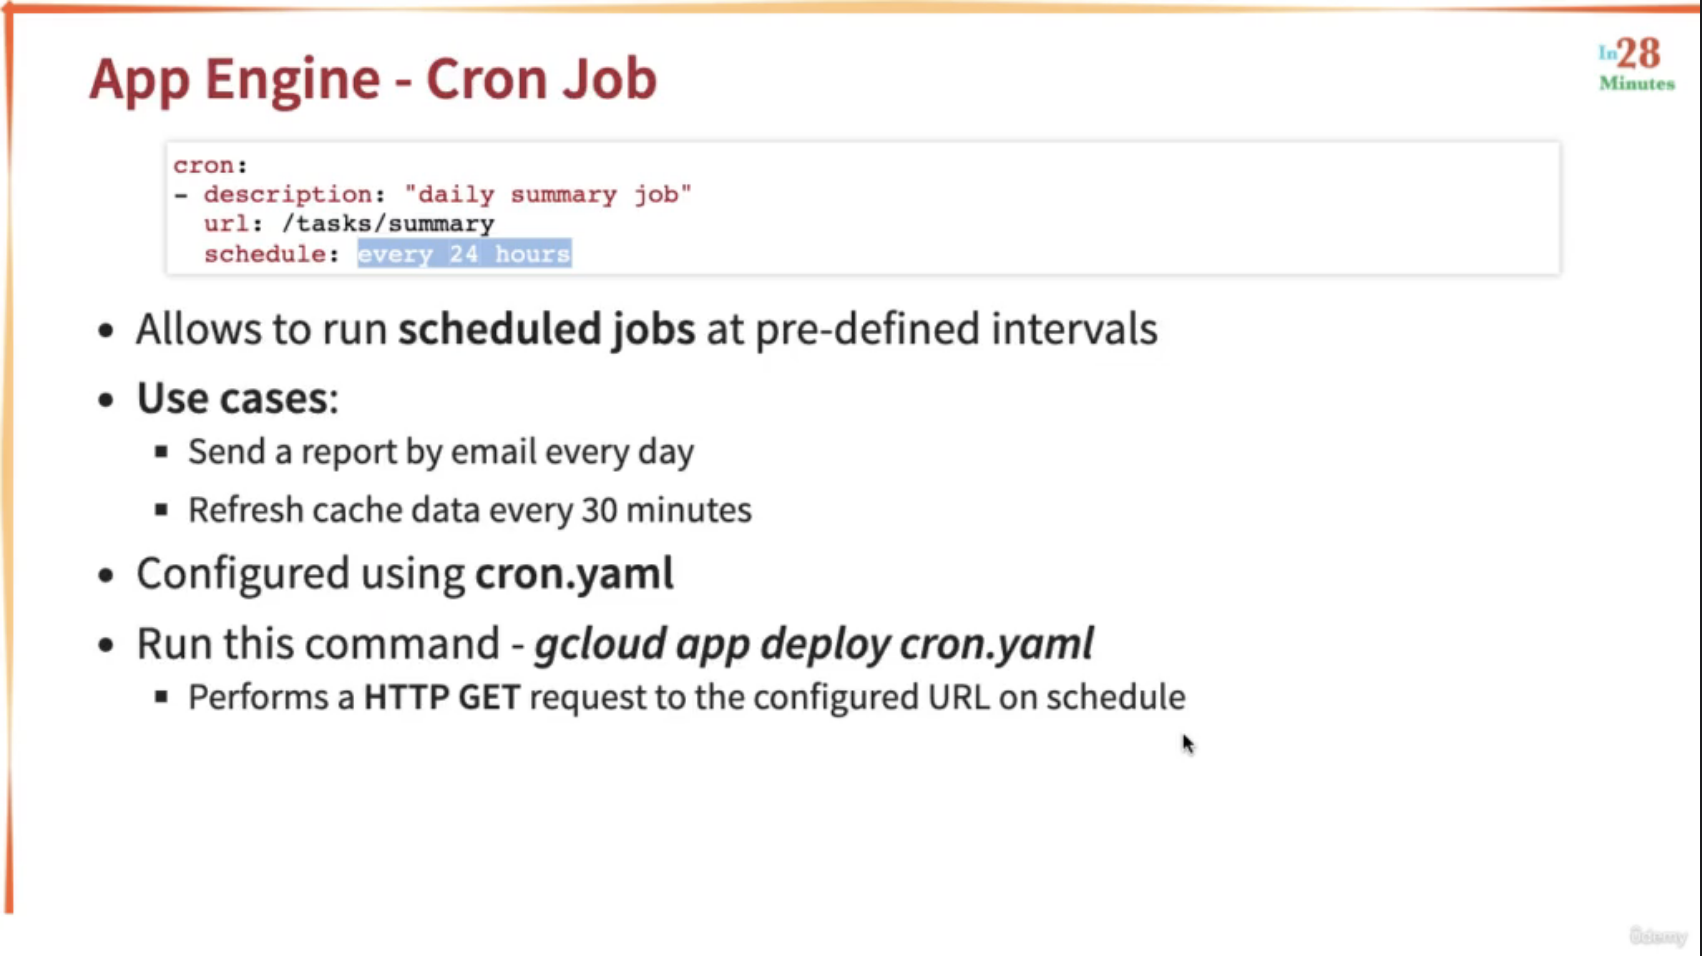 App Engine - Cron Job
In28
Minutes
cron:
- description: "daily summary job"
url: /tasks/summary
schedule: every 24 hours
• Allows to run scheduled jobs at pre-defined intervals
• Use cases:
▪ Send a report by email every day
▪ Refresh cache data every 30 minutes
• Configured using cron.yaml
• Run this command - gcloud app deploy cron.yaml
▪ Performs a HTTP GET request to the configured URL on schedule
ûdemy